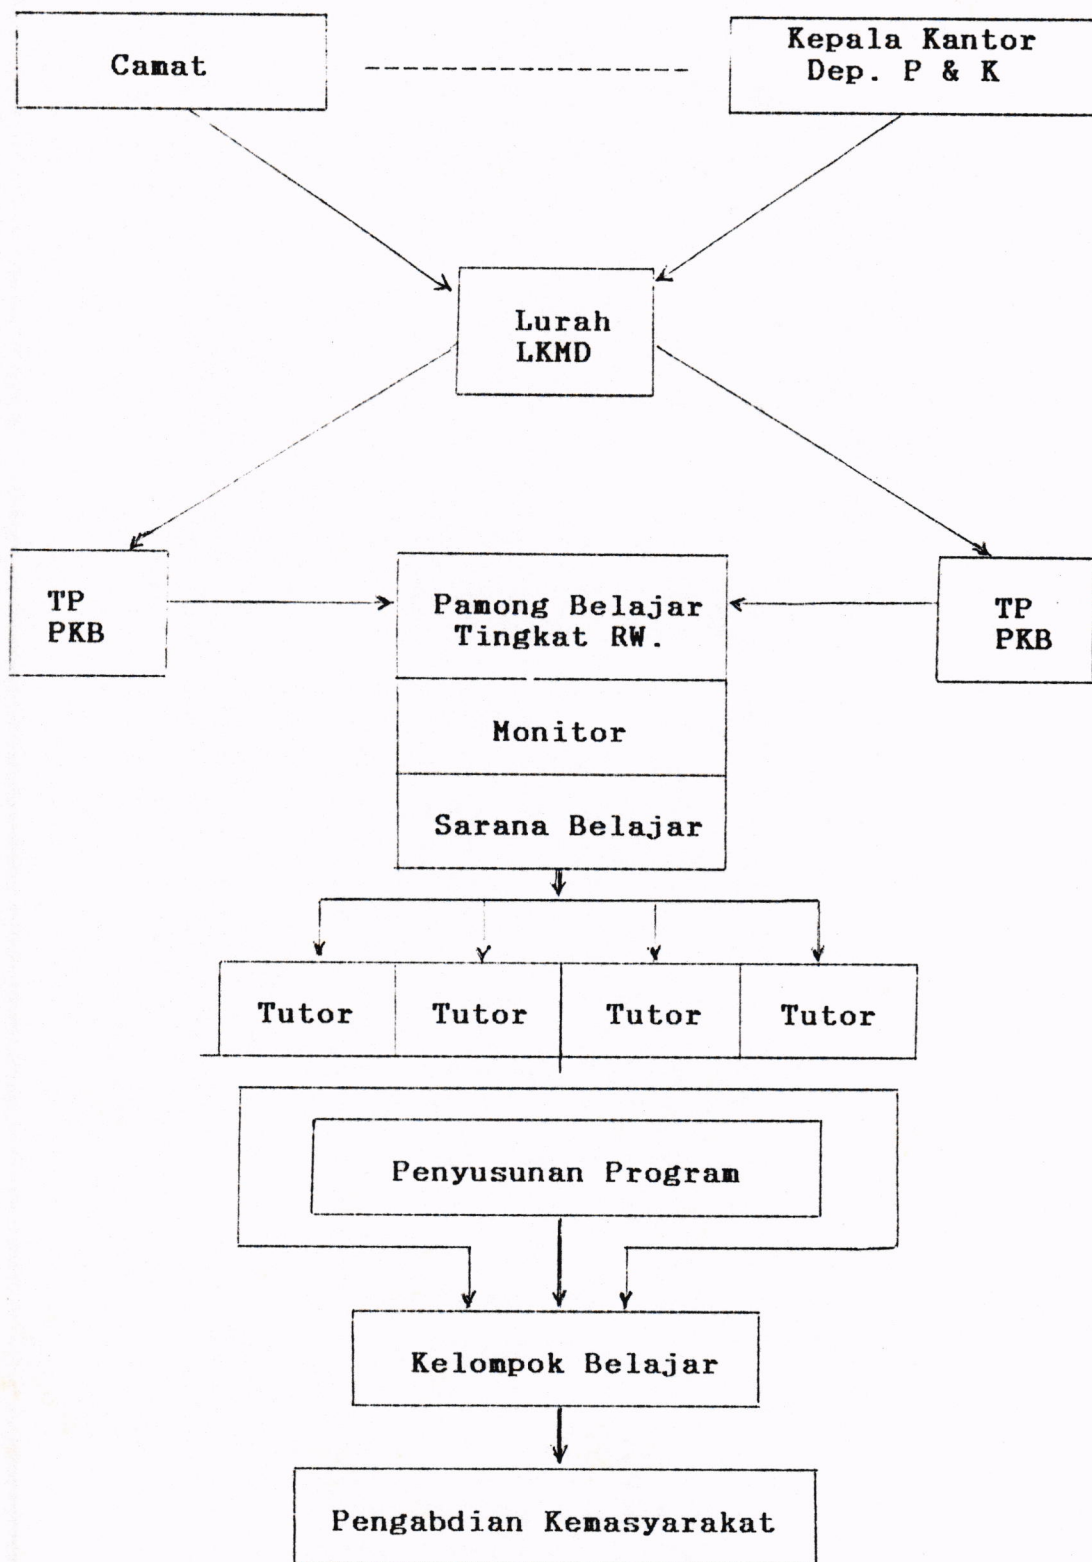 Camat
Kepala Kantor
Dep. P & K
Lurah
LKMD
TP
PKB
Pamong Belajar
Tingkat RW.
TP
PKB
Monitor
Sarana Belajar
Tutor
Tutor
Tutor
Tutor
Penyusunan Program
Kelompok Belajar
Pengabdian Kemasyarakat